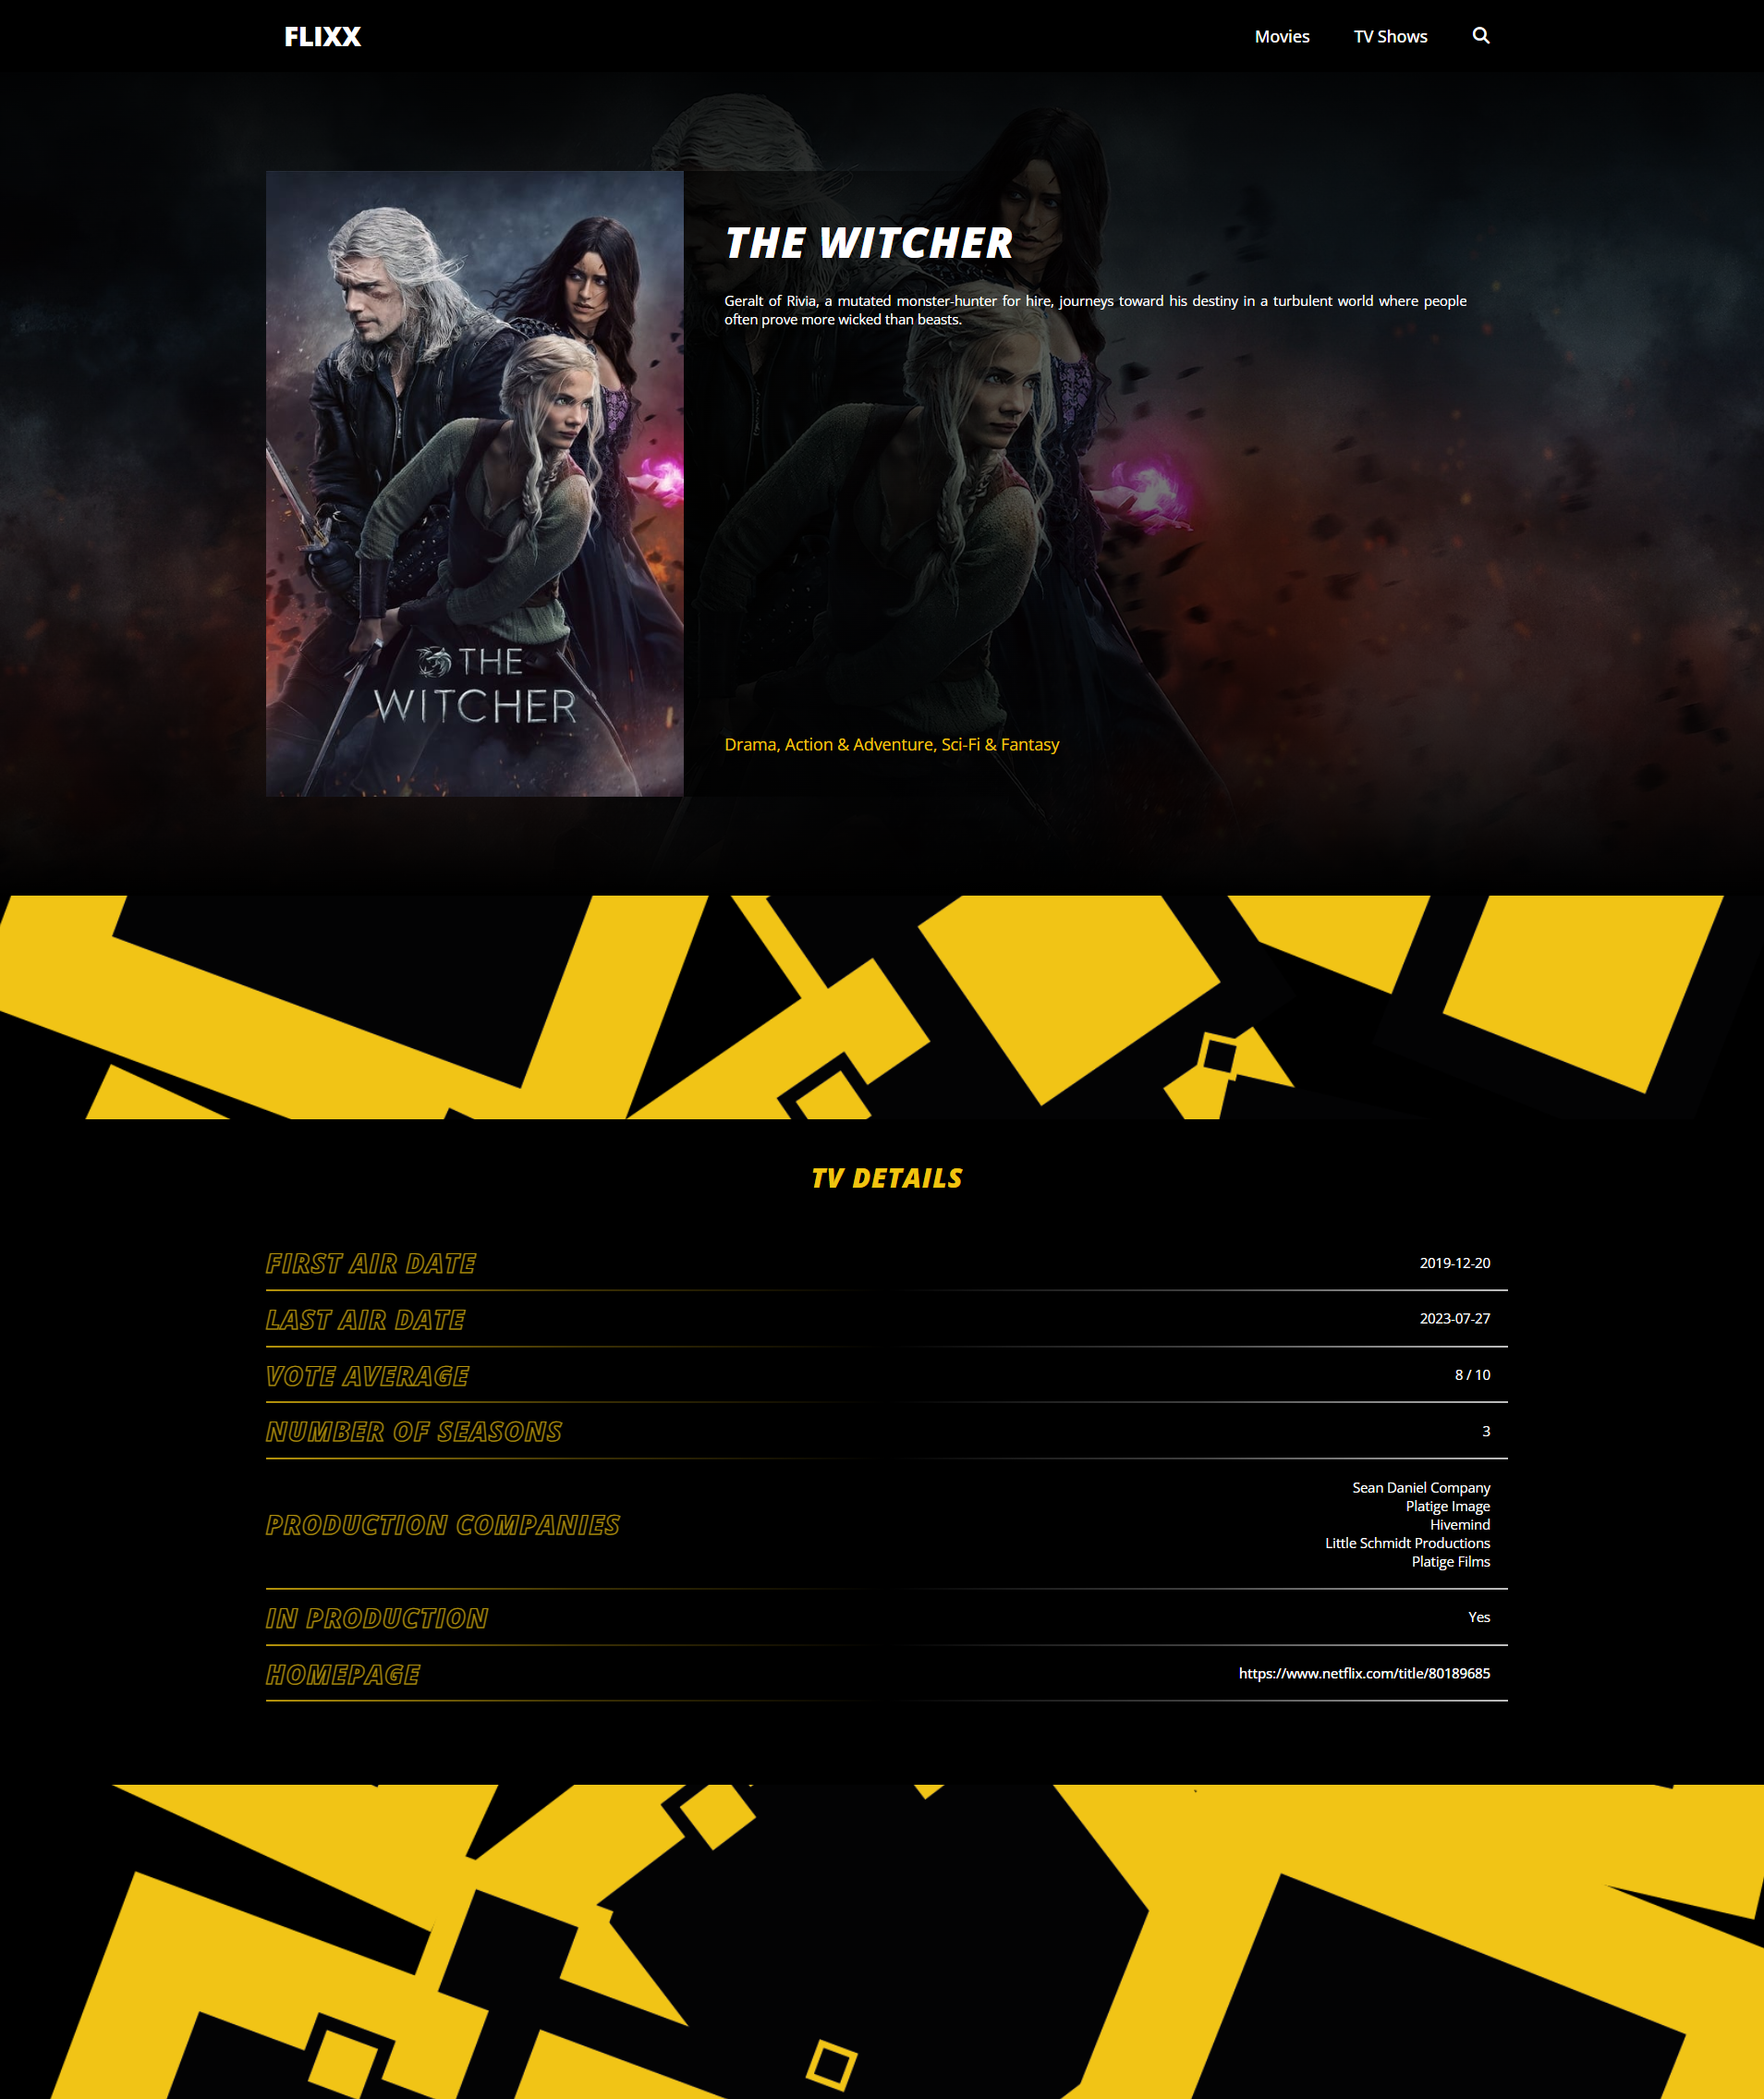 FLIXX
Movies
TV Shows
THE WITCHER
Geralt of Rivia, a mutated monster-hunter for hire, journeys toward his destiny in a turbulent world where people
often prove more wicked than beasts.
THE
WITCHER
Drama, Action & Adventure, Sci-Fi & Fantasy
TV DETAILS
FIRST AIR DATE
2019-12-20
LAST AIR DATE
2023-07-27
VOTE AVERAGE
8 / 10
NUMBER OF SEASONS
3
PRODUCTION COMPANIES
Sean Daniel Company
Platige Image
Hivemind
Little Schmidt Productions
Platige Films
IN PRODUCTION
Yes
HOMEPAGE
https://www.netflix.com/title/80189685